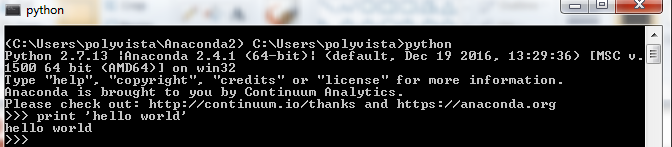 python
(C:\Users\polyvista\Anaconda2) C:\Users\polyvista>python
Python 2.7.13 |Anaconda 2.4.1 (64-bit)| (default, Dec 19 2016, 13:29:36) [MSC v.
1500 64 bit (AMD64)] on win32
Type "help", "copyright", "credits" or "license" for more information.
Anaconda is brought to you by Continuum Analytics.
Please check out: http://continuum.io/thanks and https://anaconda.org
>>> print 'hello world'
hello world
>>>